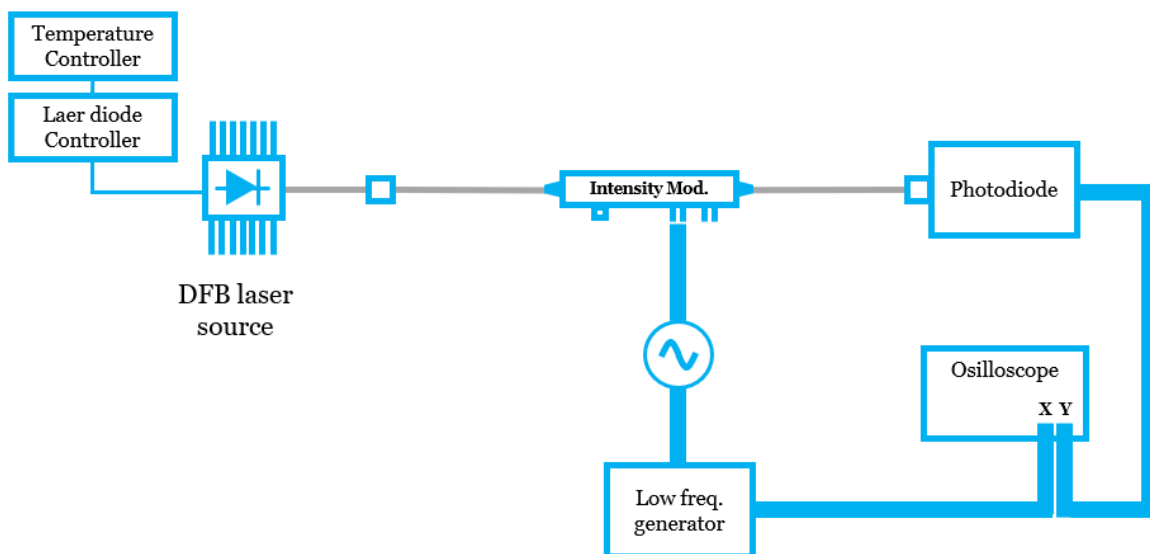 Temperature
Controller
Laer diode
Controller
DFB laser
source
Intensity Mod.
Photodiode
Osilloscope
X Y
Low freq.
generator